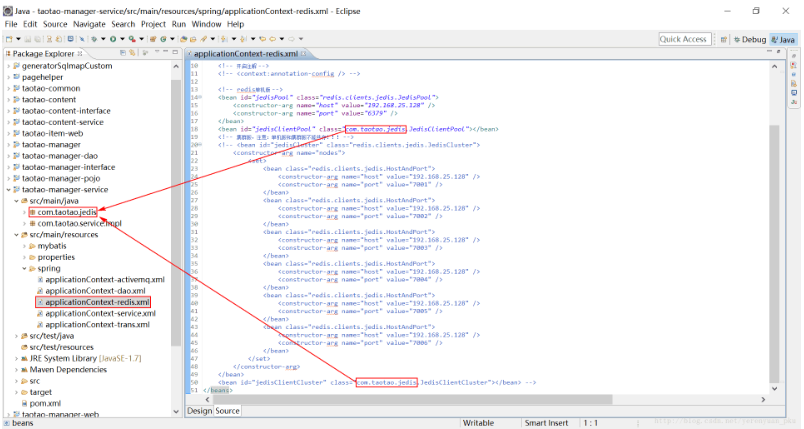 Java - taotao-manager-service/src/main/resources/spring/applicationContext-redis.xml - Eclipse
File Edit Source Navigate Search Project Run Window Help
Quick Access
Debug
Java
Package Explorer
generatorSqlmapCustom
pagehelper
taotao-common
taotao-content
taotao-content-interface
taotao-content-service
taotao-item-web
taotao-manager
taotao-manager-dao
taotao-manager-interface
taotao-manager-pojo
taotao-manager-service
src/main/java
com.taotao.jedis
com.taotao.service.impl
src/main/resources
mybatis
properties
spring
applicationContext-activemq.xml
applicationContext-dao.xml
applicationContext-redis.xml
applicationContext-service.xml
applicationContext-trans.xml
src/test/java
src/test/resources
JRE System Library [JavaSE-1.7]
Maven Dependencies
src
target
pom.xml
taotao-manager-web
beans
applicationContext-redis.xml
10 <!-- 开启注解 -->
11 <!-- <context:annotation-config /> -->
12
13 <!-- redis单机版 -->
14 <bean id="jedisPool" class="redis.clients.jedis.JedisPool">
15 <constructor-arg name="host" value="192.168.25.128" />
16 <constructor-arg name="port" value="6379" />
17 </bean>
18 <bean id="jedisClientPool" class="com.taotao.jedis.JedisClientPool"></bean>
20 <!-- <bean id="jedisCluster" class="redis.clients.jedis.JedisCluster">
21 <constructor-arg name="nodes">
22 <set>
23 <bean class="redis.clients.jedis.HostAndPort">
24 <constructor-arg name="host" value="192.168.25.128" />
25 <constructor-arg name="port" value="7001" />
26 </bean>
27 <bean class="redis.clients.jedis.HostAndPort">
28 <constructor-arg name="host" value="192.168.25.128" />
29 <constructor-arg name="port" value="7002" />
30 </bean>
31 <bean class="redis.clients.jedis.HostAndPort">
32 <constructor-arg name="host" value="192.168.25.128" />
33 <constructor-arg name="port" value="7003" />
34 </bean>
35 <bean class="redis.clients.jedis.HostAndPort">
36 <constructor-arg name="host" value="192.168.25.128" />
37 <constructor-arg name="port" value="7004" />
38 </bean>
39 <bean class="redis.clients.jedis.HostAndPort">
40 <constructor-arg name="host" value="192.168.25.128" />
41 <constructor-arg name="port" value="7005" />
42 </bean>
43 <bean class="redis.clients.jedis.HostAndPort">
44 <constructor-arg name="host" value="192.168.25.128" />
45 <constructor-arg name="port" value="7006" />
46 </bean>
47 </set>
48 </constructor-arg>
49 </bean>
50 <bean id="jedisClientCluster" class="com.taotao.jedis.JedisClientCluster"></bean> -->
51 </beans>
Design Source
Writable
Smart Insert
1 : 1